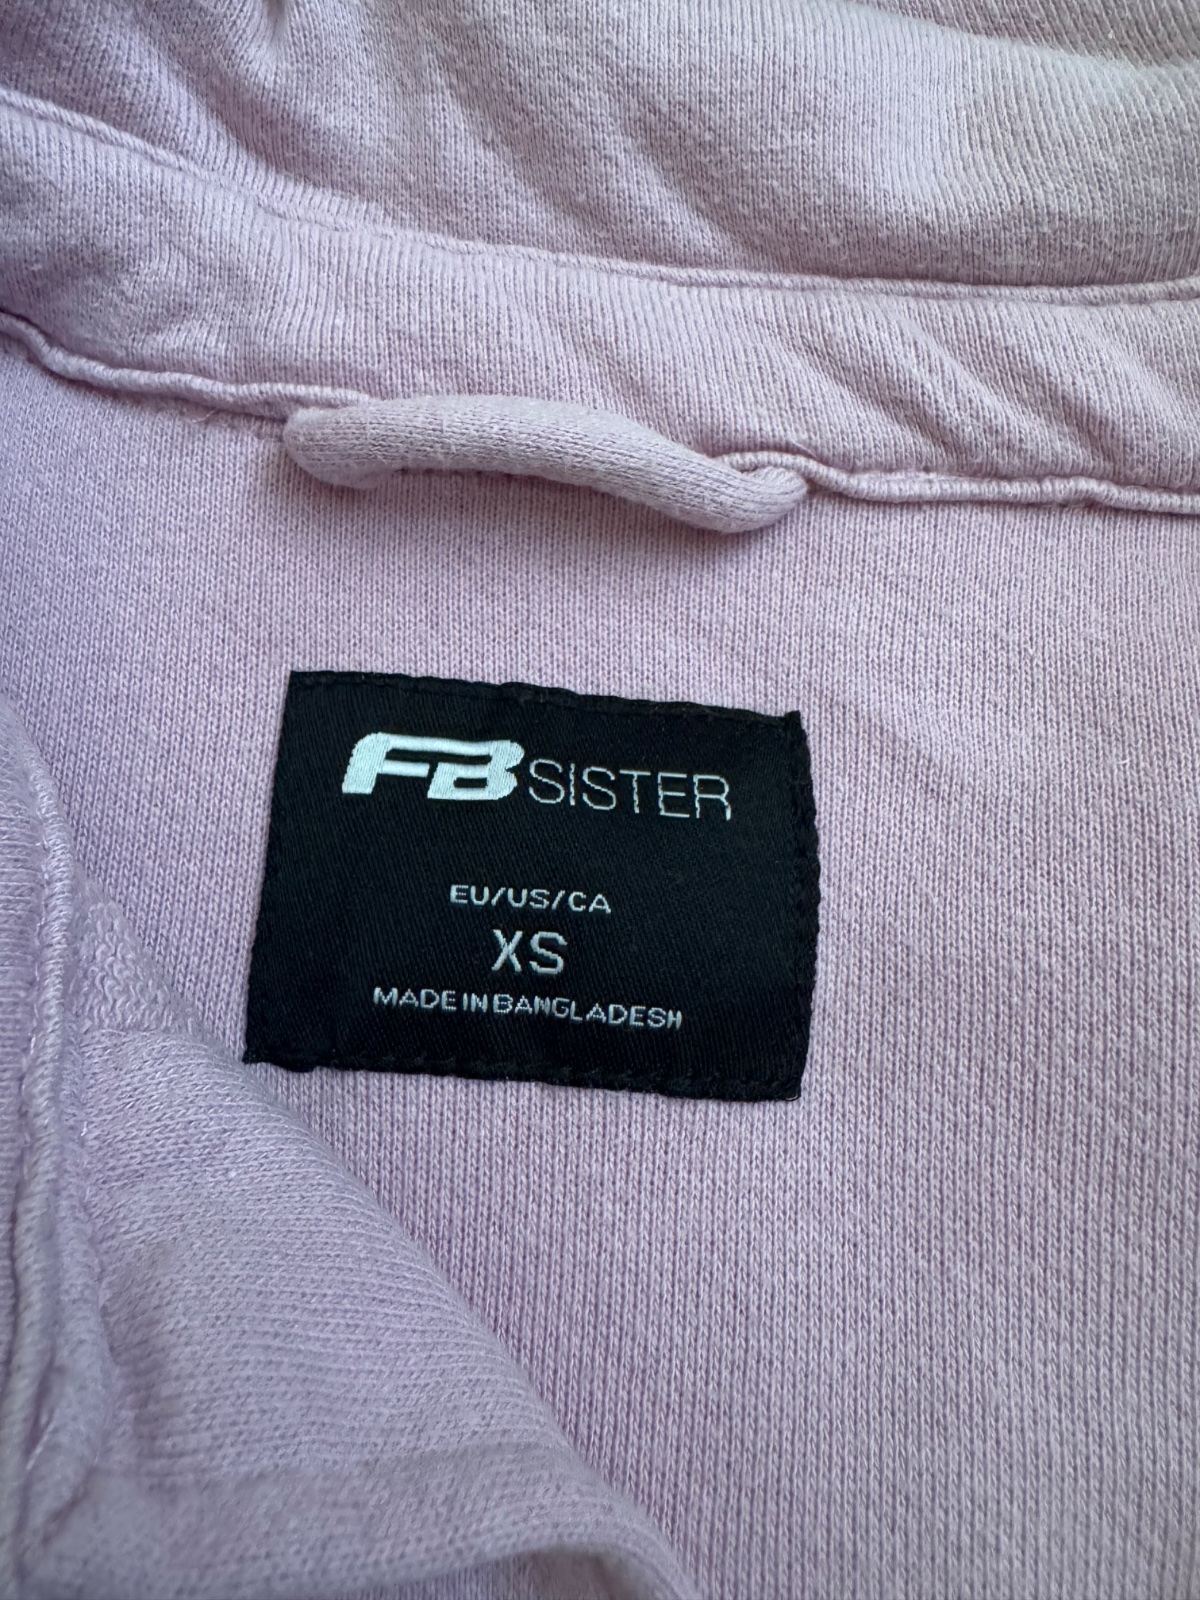 FB SISTER
EU/US/CA
XS
MADE IN BANGLADESH